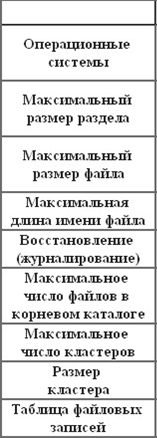 Операционные
системы
Максимальный
размер раздела
Максимальный
размер файла
Максимальная
длина имени файла
Восстановление
(журналирование)
Максимальное
число файлов в
корневом каталоге
Максимальное
число кластеров
Размер
кластера
Таблица файловых
записей